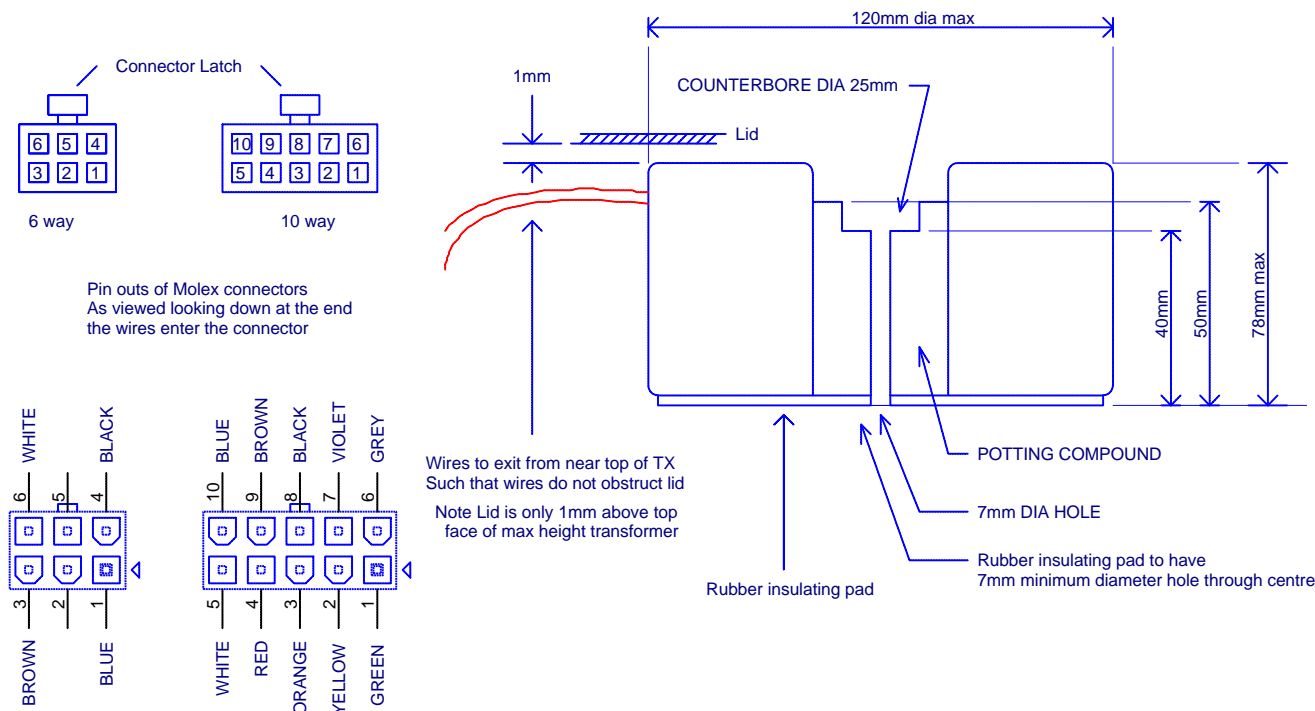 Connector Latch
6 5 4
3 2 1
6 way
10 9 8 7 6
5 4 3 2 1
10 way
Pin outs of Molex connectors
As viewed looking down at the end
the wires enter the connector
WHITE
BLACK
6 5 4
3 2 1
BROWN
BLUE
BLUE
BROWN
BLACK
VIOLET
GREY
10 9 8 7 6
5 4 3 2 1
WHITE
RED
ORANGE
YELLOW
GREEN
120mm dia max
1mm
COUNTERBORE DIA 25mm
Lid
40mm
50mm
78mm max
Wires to exit from near top of TX
Such that wires do not obstruct lid
Note Lid is only 1mm above top
face of max height transformer
POTTING COMPOUND
7mm DIA HOLE
Rubber insulating pad to have
7mm minimum diameter hole through centre
Rubber insulating pad